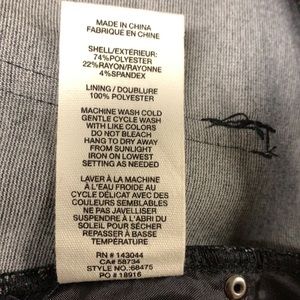 MADE IN CHINA
FABRIQUÉ EN CHINE
SHELL/EXTÉRIEUR:
74%POLYESTER
22%RAYON/RAYONNE
4%SPANDEX
LINING / DOUBLURE
100% POLYESTER
MACHINE WASH COLD
GENTLE CYCLE WASH
WITH LIKE COLORS
DO NOT BLEACH
HANG TO DRY AWAY
FROM SUNLIGHT
IRON ON LOWEST
SETTING AS NEEDED
LAVER À LA MACHINE
À L'EAU FROIDE AU
CYCLE DÉLICAT AVEC DES
COULEURS SEMBLABLES
NE PAS JAVELLISER
SUSPENDRE À L'ABRI DU
SOLEIL POUR SÉCHER
REPASSER À BASSE
TEMPÉRATURE
RN # 143044
CA# 58734
STYLE NO.:68475
PO # 18916